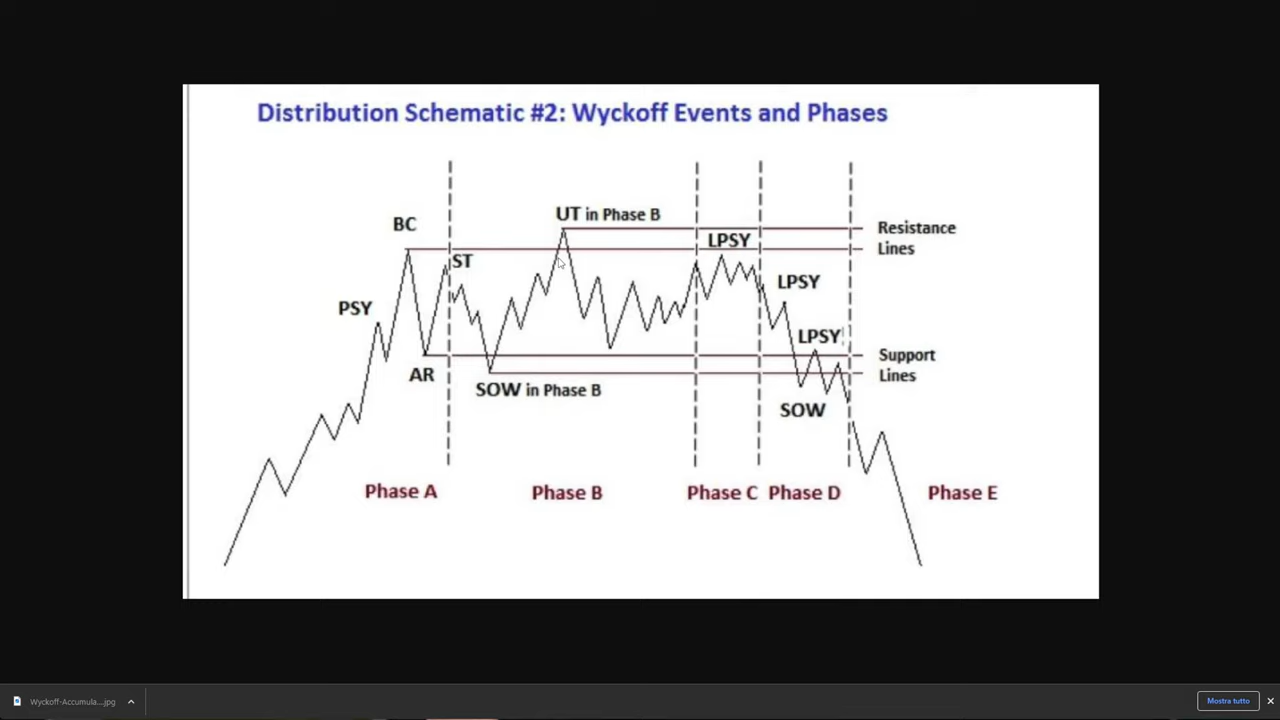 Distribution Schematic #2: Wyckoff Events and Phases
UT in Phase B
BC
Resistance
Lines
LPSY
ST
LPSY
PSY
LPSY
Support
Lines
AR
SOW in Phase B
SOW
Phase A
Phase B
Phase C
Phase D
Phase E
Wyckoff-Accumula....jpg
Mostra tutto